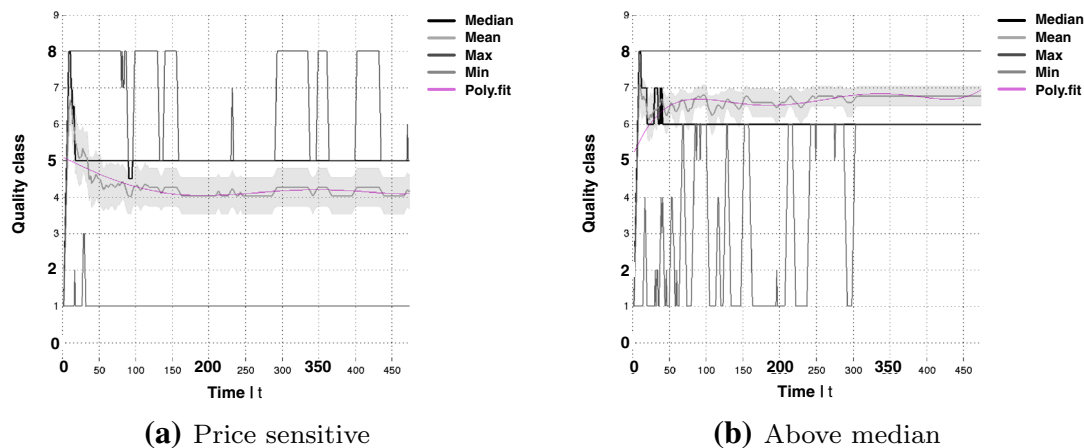 9
8
7
6
5
4
3
2
1
0
Quality class
0 50 100 150 200 250 300 350 400 450
Time | t
Median
Mean
Max
Min
Poly.fit
(a) Price sensitive
9
8
7
6
5
4
3
2
1
0
Quality class
0 50 100 150 200 250 300 350 400 450
Time | t
Median
Mean
Max
Min
Poly.fit
(b) Above median